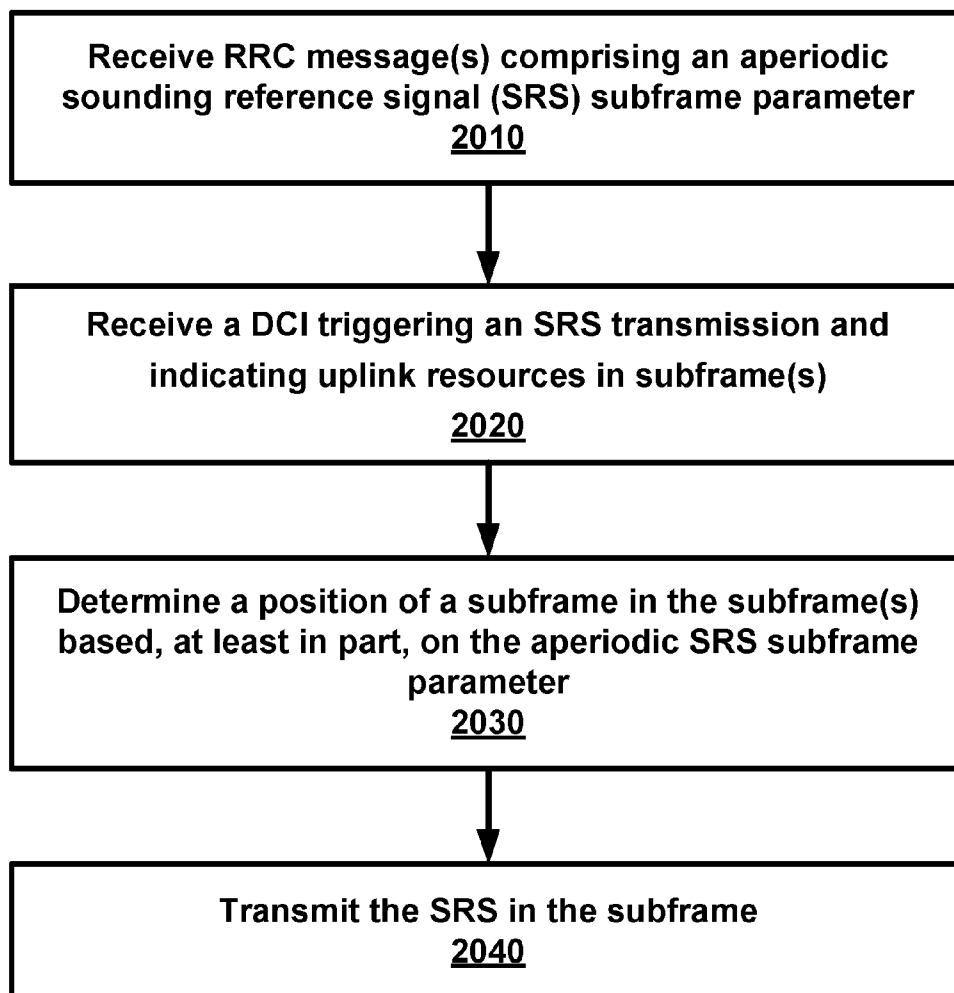 Receive RRC message(s) comprising an aperiodic
sounding reference signal (SRS) subframe parameter
2010
Receive a DCI triggering an SRS transmission and
indicating uplink resources in subframe(s)
2020
Determine a position of a subframe in the subframe(s)
based, at least in part, on the aperiodic SRS subframe
parameter
2030
Transmit the SRS in the subframe
2040